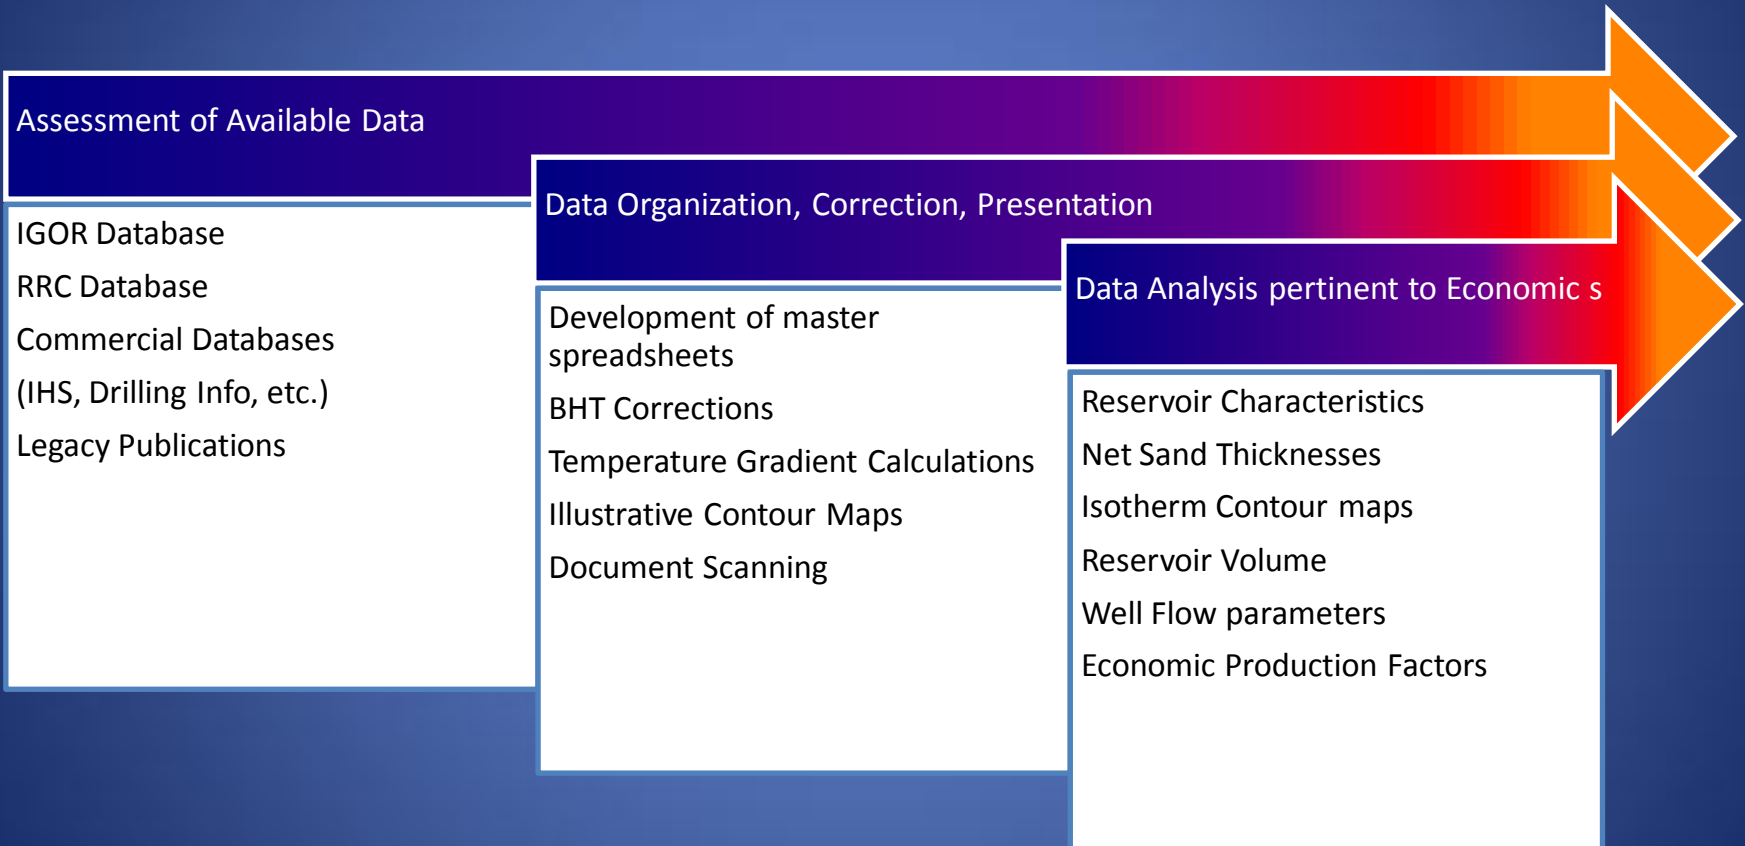 Assessment of Available Data
IGOR Database
RRC Database
Commercial Databases
(IHS, Drilling Info, etc.)
Legacy Publications
Data Organization, Correction, Presentation
Development of master
spreadsheets
BHT Corrections
Temperature Gradient Calculations
Illustrative Contour Maps
Document Scanning
Data Analysis pertinent to Economic s
Reservoir Characteristics
Net Sand Thicknesses
Isotherm Contour maps
Reservoir Volume
Well Flow parameters
Economic Production Factors